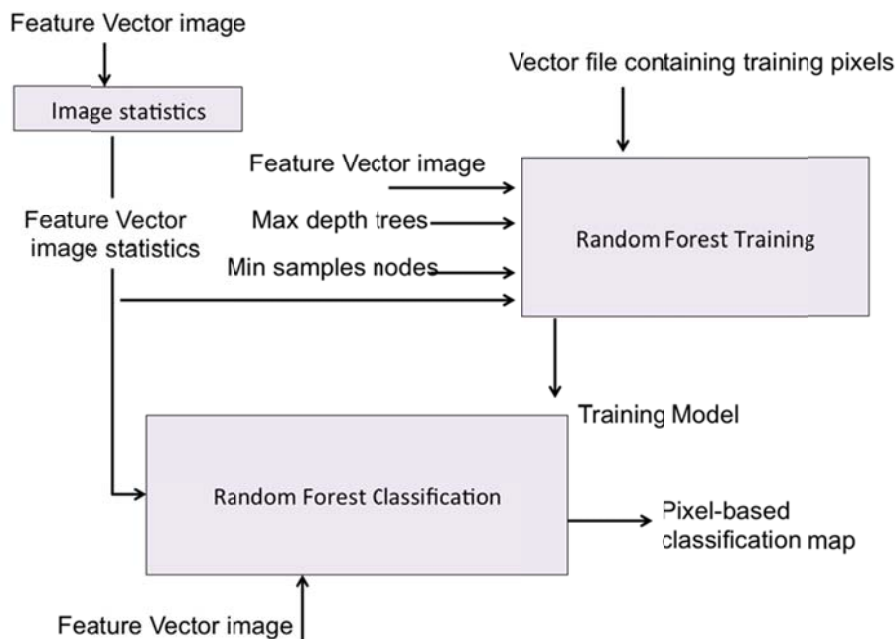 Feature Vector image
Image statistics
Vector file containing training pixels
Feature Vector image
Max depth trees
Min samples nodes
Random Forest Training
Feature Vector
image statistics
Training Model
Random Forest Classification
Pixel-based
classification map
Feature Vector image